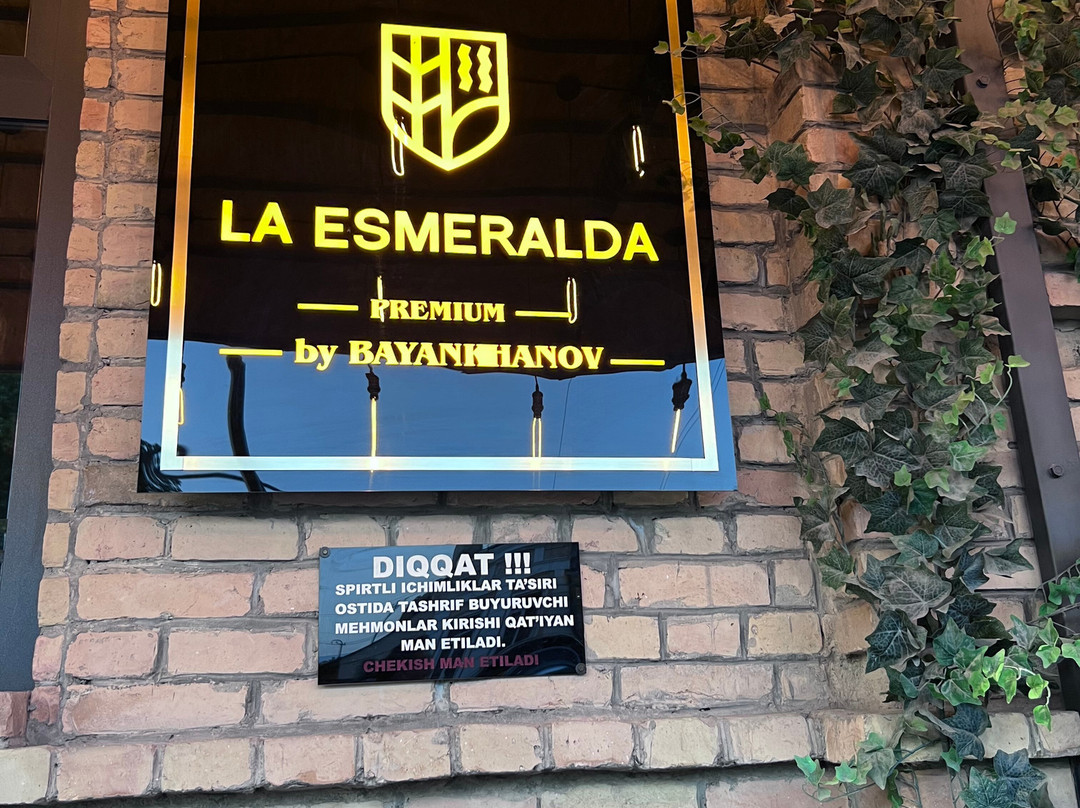 LA ESMERALDA
PREMIUM
by BAYANKHANOV
DIQQAT !!!
SPIRTLI ICHIMLIKLAR TA'SIRI
OSTIDA TASHRIF BUYURUVCHI
MEHMONLAR KIRISHI QAT'IYAN
MAN ETILADI.
CHEKISH MAN ETILADI